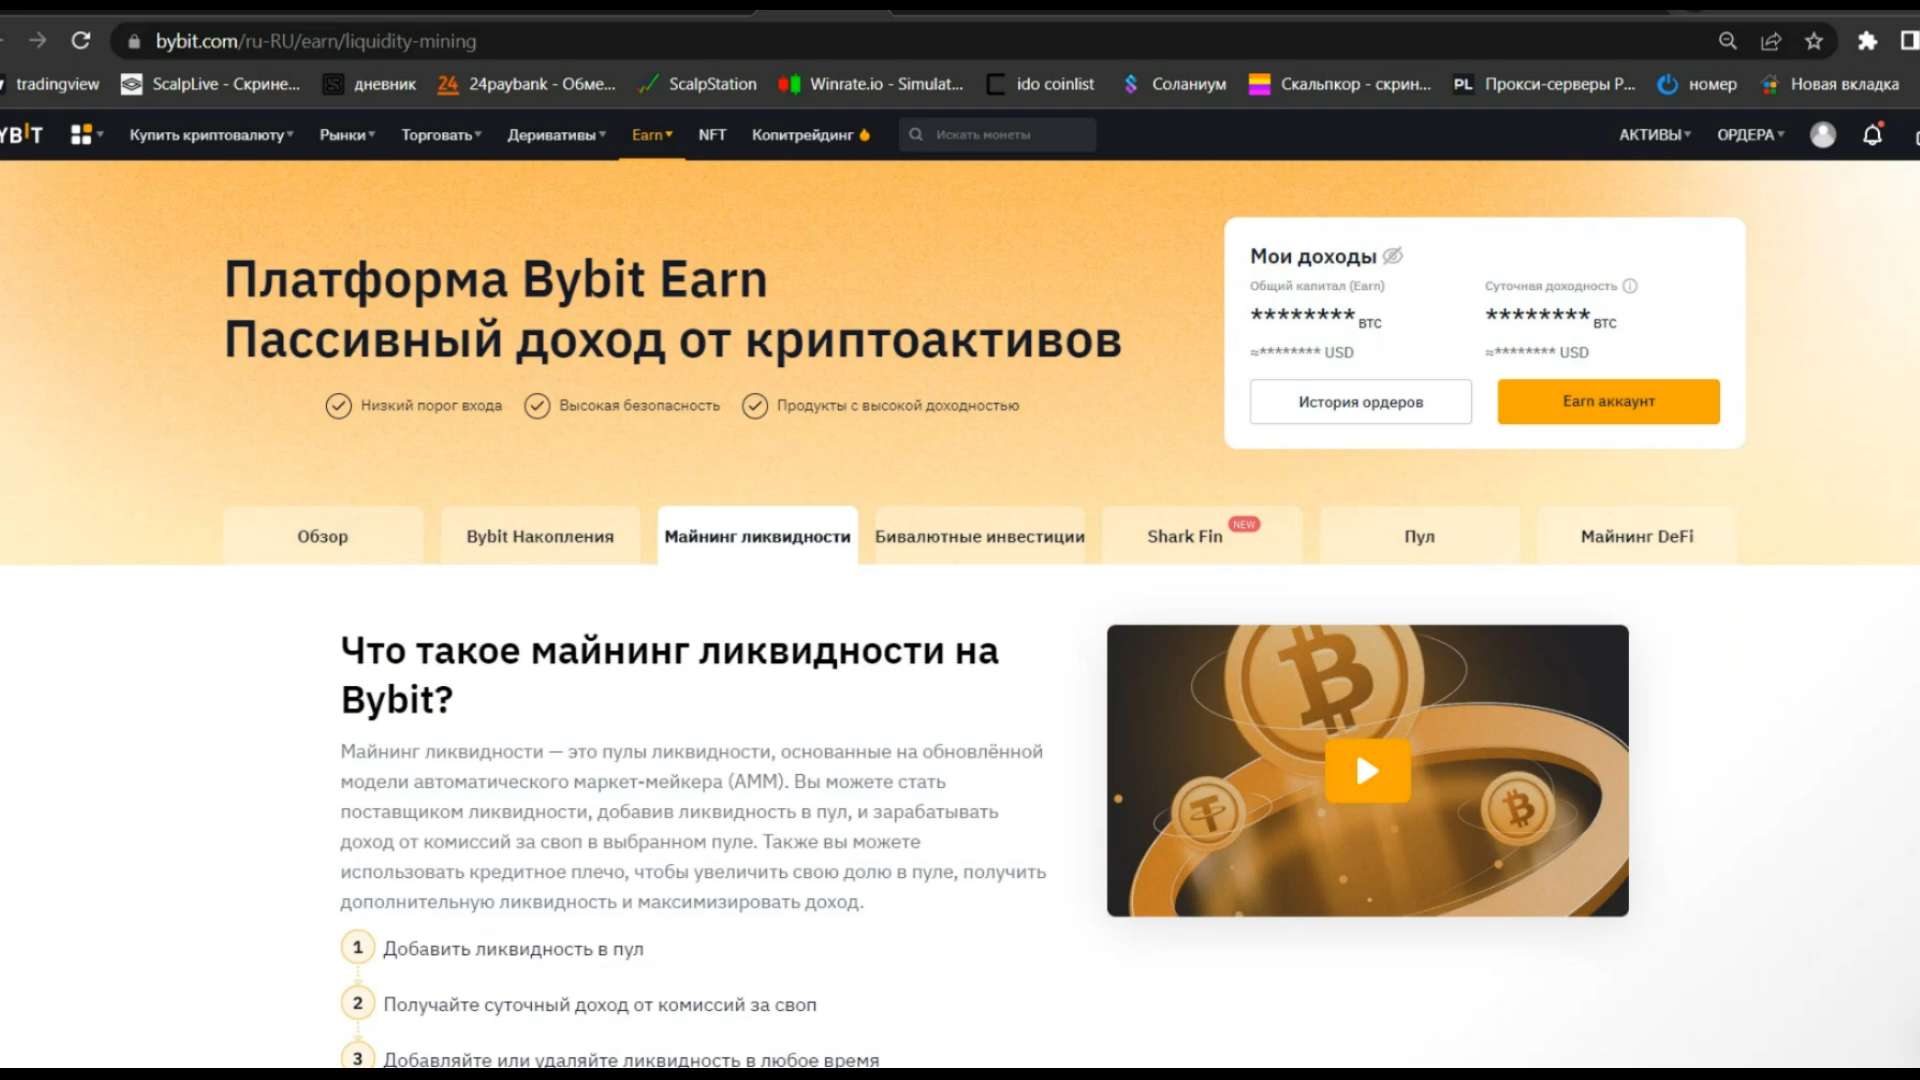 bybit.com/ru-RU/earn/liquidity-mining
tradingview ScalpLive - Скрине... дневник 24 24paybank - Обме... ScalpStation Winrate.io - Simulat... ido coinlist Соланиум Скальпкор - скрин... PL Прокси-серверы Р... номер Новая вкладка
YBIT Купить криптовалюту Рынки Торговать Деривативы Earn NFT Копитрейдинг Искать монеты АКТИВЫ ОРДЕРА
Платформа Bybit Earn
Пассивный доход от криптоактивов
Низкий порог входа Высокая безопасность Продукты с высокой доходностью
Мои доходы
Общий капитал (Earn) Суточная доходность
******** BTC ******** BTC
≈******** USD ≈******** USD
История ордеров Earn аккаунт
Обзор Bybit Накопления Майнинг ликвидности Бивалютные инвестиции Shark Fin NEW Пул Майнинг DeFi
Что такое майнинг ликвидности на
Bybit?
Майнинг ликвидности — это пулы ликвидности, основанные на обновлённой
модели автоматического маркет-мейкера (AMM). Вы можете стать
поставщиком ликвидности, добавив ликвидность в пул, и зарабатывать
доход от комиссий за своп в выбранном пуле. Также вы можете
использовать кредитное плечо, чтобы увеличить свою долю в пуле, получить
дополнительную ликвидность и максимизировать доход.
1 Добавить ликвидность в пул
2 Получайте суточный доход от комиссий за своп
3 Добавляйте или удаляйте ликвидность в любое время